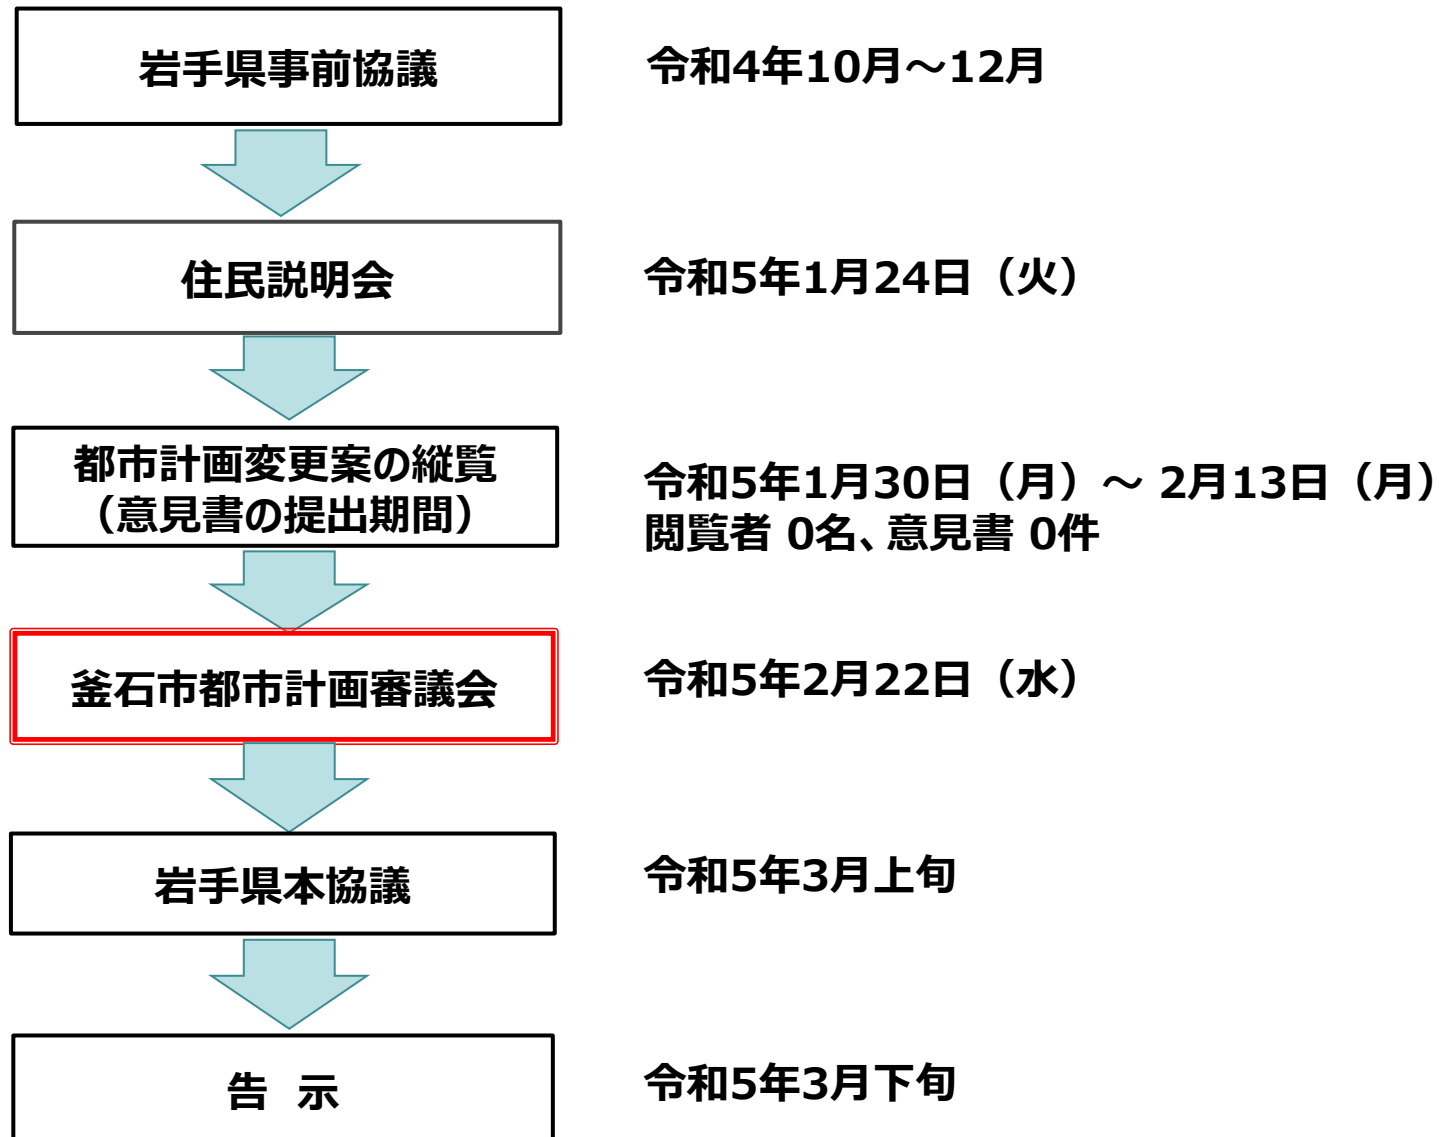 岩手県事前協議
令和4年10月～12月
住民説明会
令和5年1月24日（火）
都市計画変更案の縦覧
（意見書の提出期間）
令和5年1月30日（月）～ 2月13日（月）
閲覧者 0名、意見書 0件
釜石市都市計画審議会
令和5年2月22日（水）
岩手県本協議
令和5年3月上旬
告 示
令和5年3月下旬